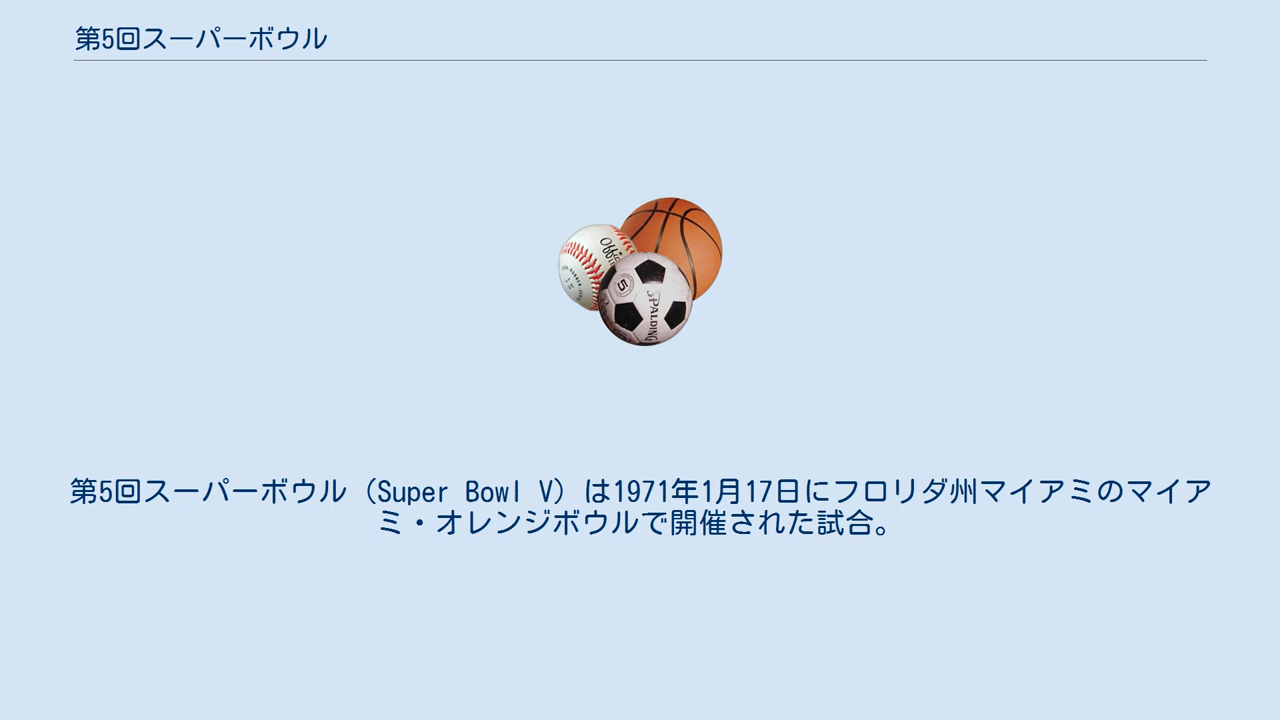 第5回スーパーボウル
Offici
5
SPALDING
第5回スーパーボウル（Super Bowl V）は1971年1月17日にフロリダ州マイアミのマイア
ミ・オレンジボウルで開催された試合。